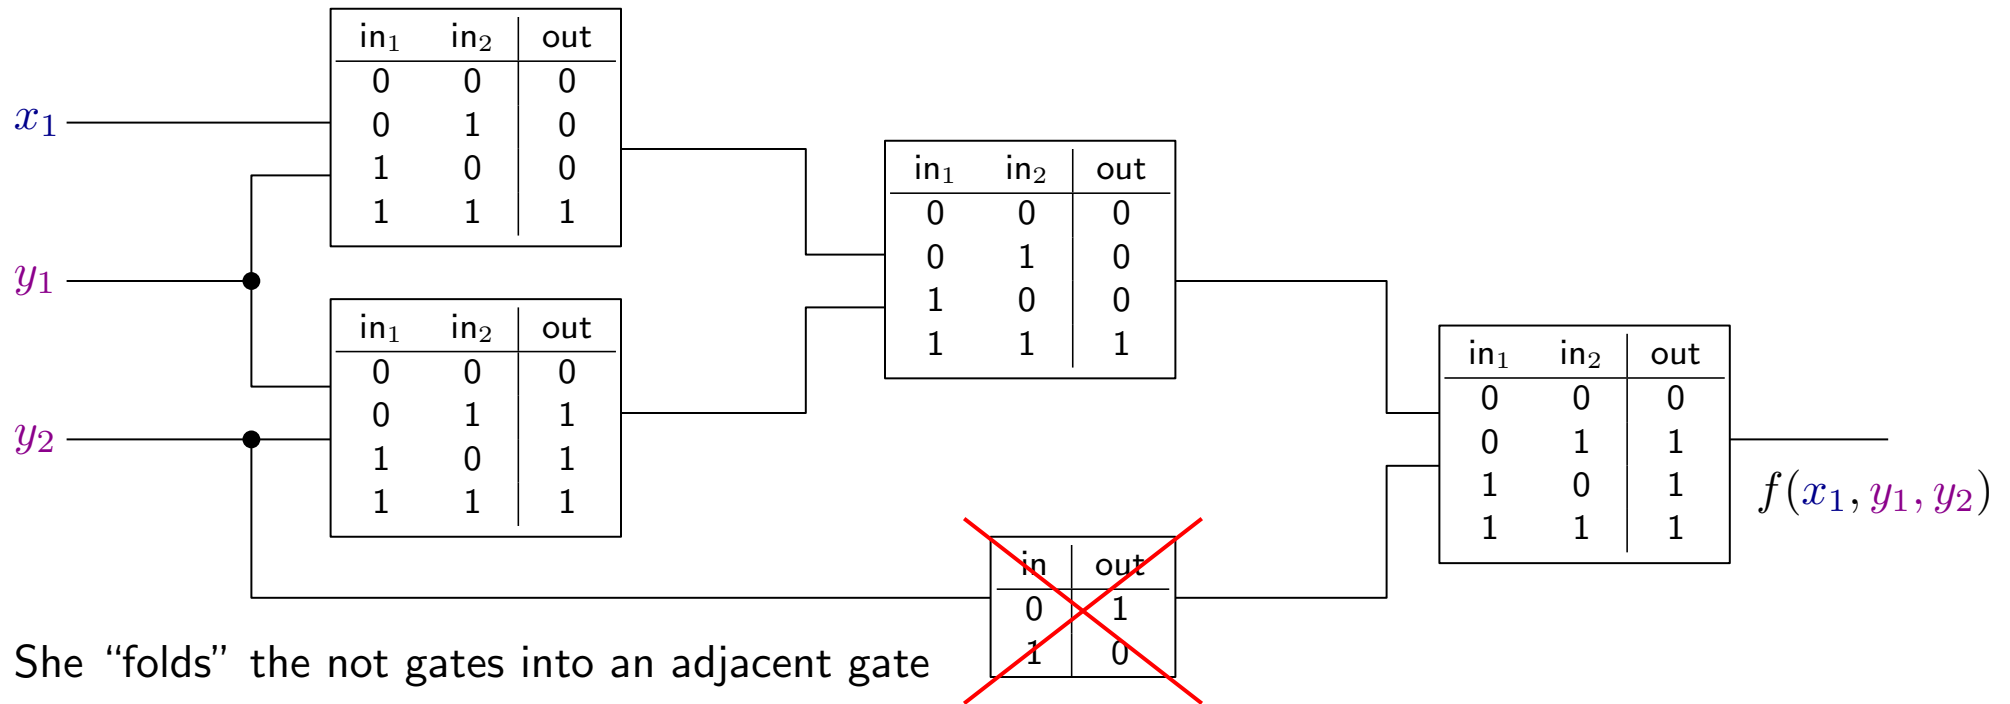 in₁ in₂ out
0 0 0
0 1 0
1 0 0
1 1 1
x₁
y₁
y₂
in₁ in₂ out
0 0 0
0 1 1
1 0 1
1 1 1
in₁ in₂ out
0 0 0
0 1 0
1 0 0
1 1 1
in out
0 1
1 0
in₁ in₂ out
0 0 0
0 1 1
1 0 1
1 1 1
f(x₁, y₁, y₂)
She “folds” the not gates into an adjacent gate